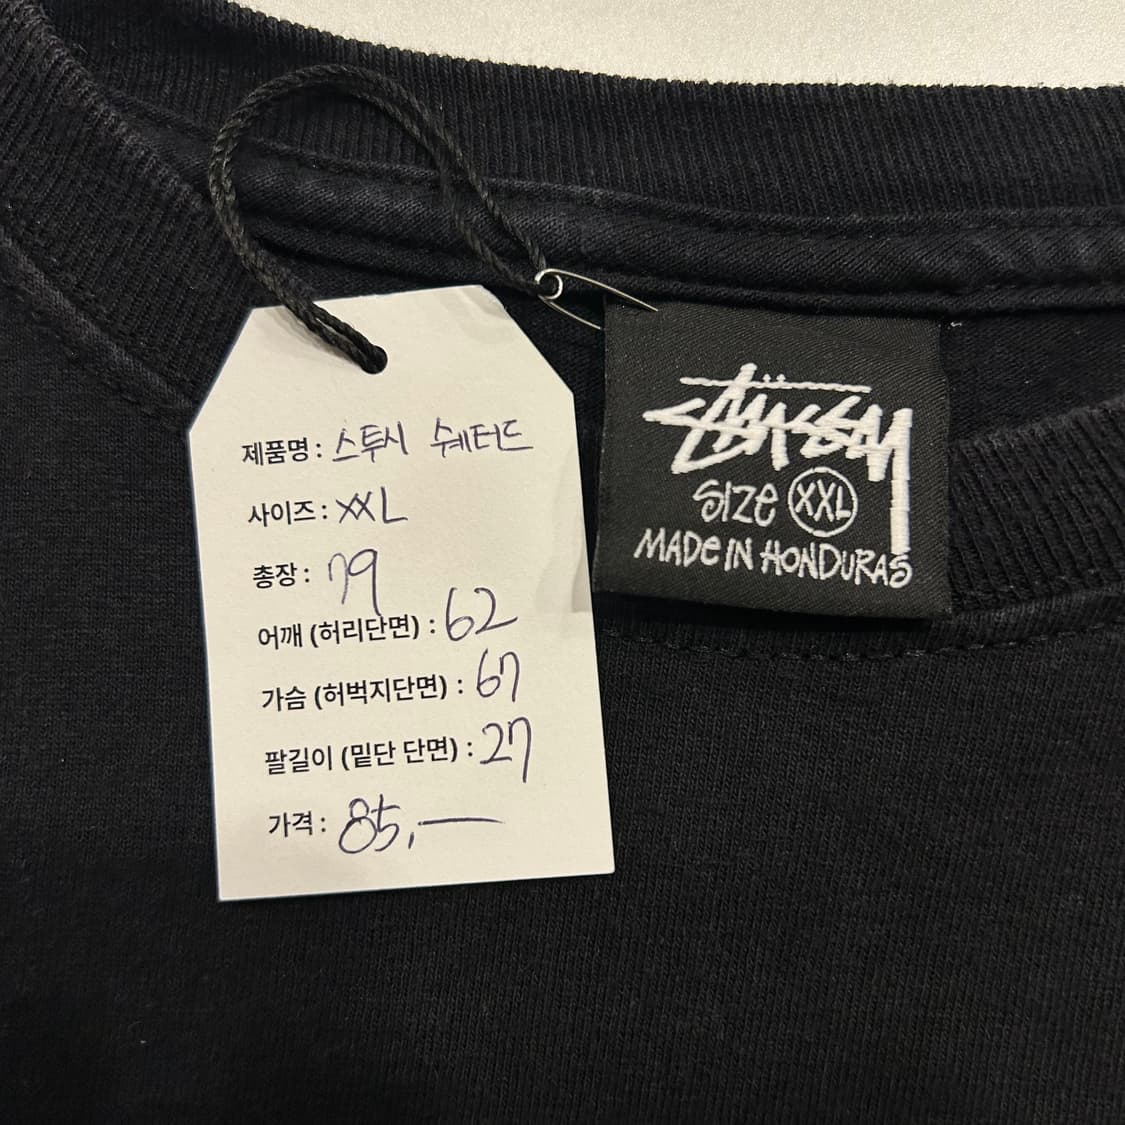 제품명 : 스투시 쉐터드
사이즈 : XXL
총장 : 79
어깨 (허리단면) : 62
가슴 (허벅지단면) : 67
팔길이 (밑단 단면) : 27
가격 : 85,—
STÜSSY
SIZE XXL
MADE IN HONDURAS